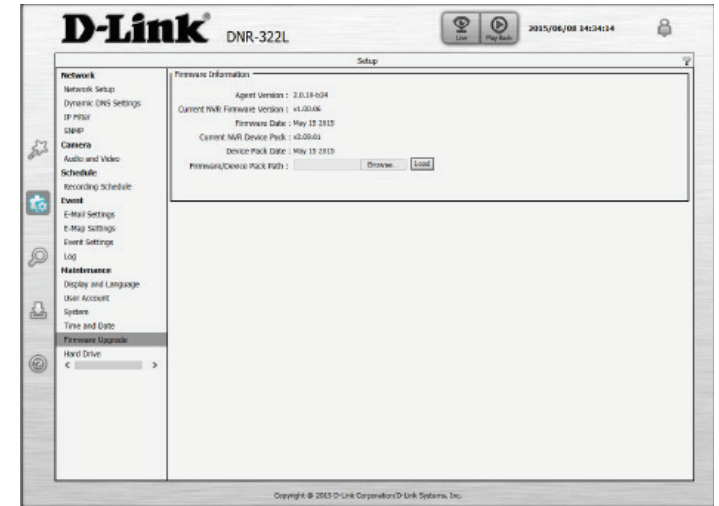 D-Link DNR-322L
Live Play Back 2015/06/08 14:34:14
Setup ?
Network
Network Setup
Dynamic DNS Settings
IP Filter
SNMP
Camera
Audio and Video
Schedule
Recording Schedule
Event
E-Mail Settings
E-Map Settings
Event Settings
Log
Maintenance
Display and Language
User Account
System
Time and Date
Firmware Upgrade
Hard Drive
Firmware Information
Agent Version : 2.0.18-b34
Current NVR Firmware Version : v1.00.06
Firmware Date : May 15 2015
Current NVR Device Pack : v2.09.01
Device Pack Date : May 15 2015
Firmware/Device Pack Path : Browse... Load
Copyright © 2015 D-Link Corporation/D-Link Systems, Inc.